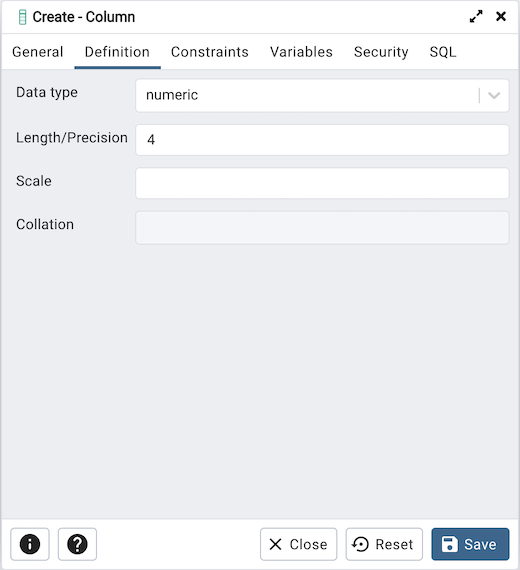 Create - Column
General Definition Constraints Variables Security SQL
Data type numeric
Length/Precision 4
Scale
Collation
Close Reset Save